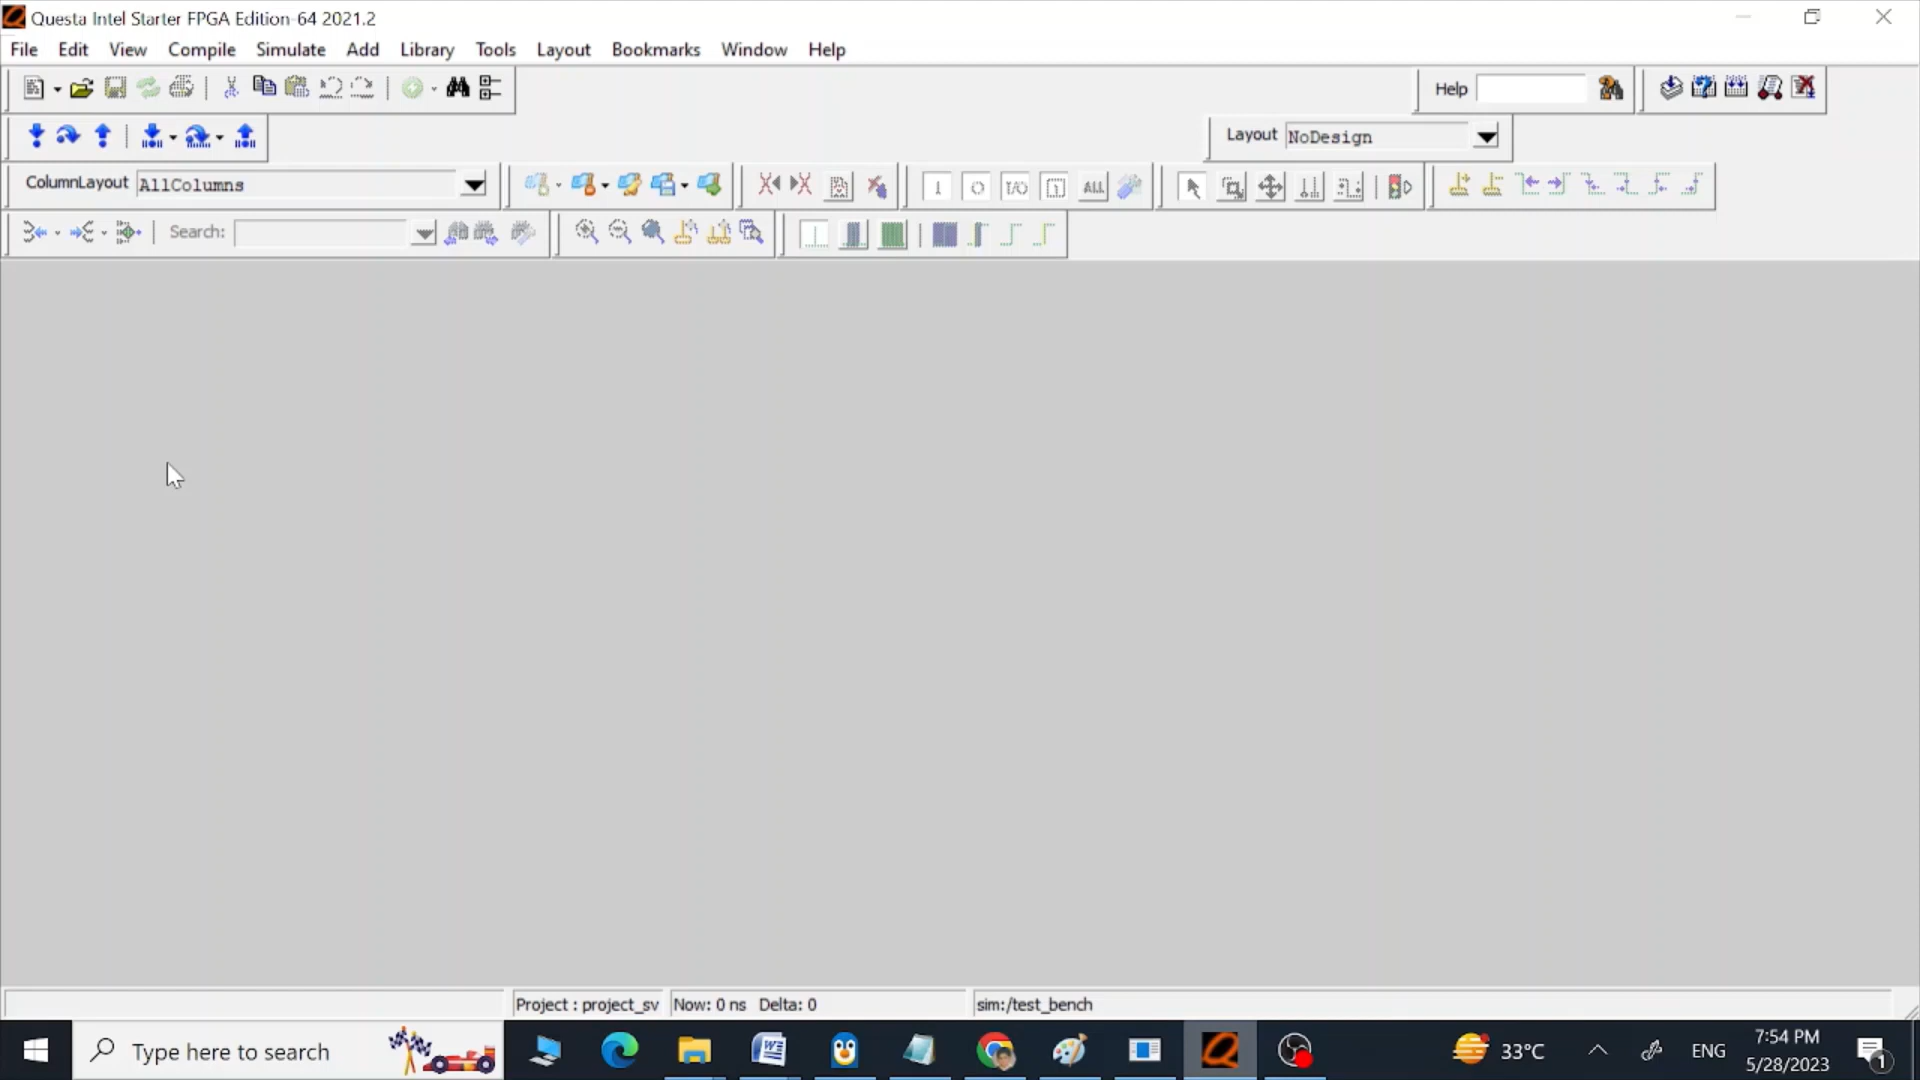 Questa Intel Starter FPGA Edition-64 2021.2
File Edit View Compile Simulate Add Library Tools Layout Bookmarks Window Help
Help
Layout NoDesign
ColumnLayout AllColumns
I O I/O ALL
Search:
Project : project_sv Now: 0 ns Delta: 0 sim:/test_bench
Type here to search
33°C
ENG
7:54 PM
5/28/2023
1